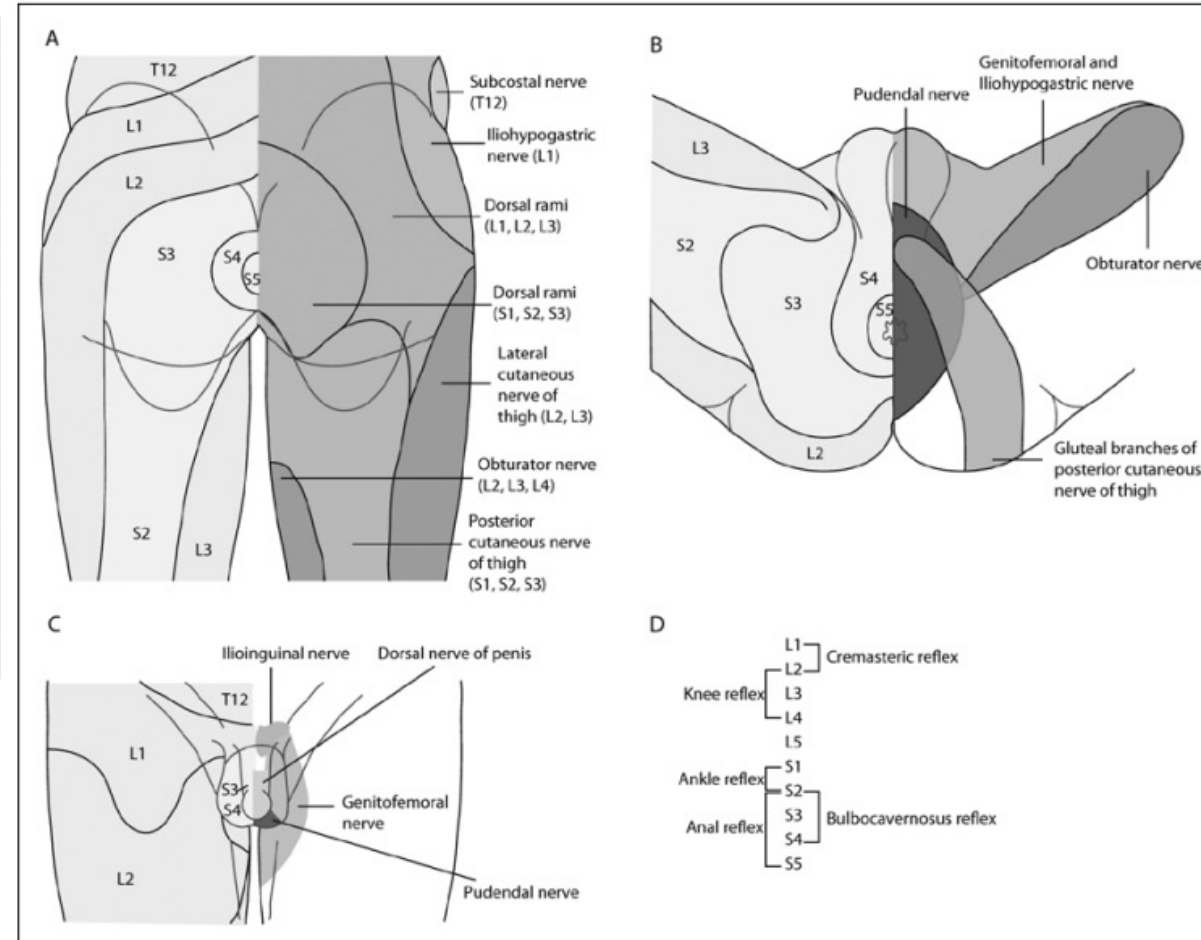 A
T12
L1
L2
S3
S4
S5
S2
L3
Subcostal nerve
(T12)
Iliohypogastric
nerve (L1)
Dorsal rami
(L1, L2, L3)
Dorsal rami
(S1, S2, S3)
Lateral
cutaneous
nerve of
thigh (L2, L3)
Obturator nerve
(L2, L3, L4)
Posterior
cutaneous nerve
of thigh
(S1, S2, S3)
B
Genitofemoral and
Iliohypogastric nerve
Pudendal nerve
L3
S2
S3
S4
S5
L2
Obturator nerve
Gluteal branches of
posterior cutaneous
nerve of thigh
C
Ilioinguinal nerve
Dorsal nerve of penis
T12
L1
S3
S4
L2
Genitofemoral
nerve
Pudendal nerve
D
L1
Cremasteric reflex
L2
Knee reflex
L3
L4
L5
S1
Ankle reflex
S2
S3
Bulbocavernosus reflex
Anal reflex
S4
S5